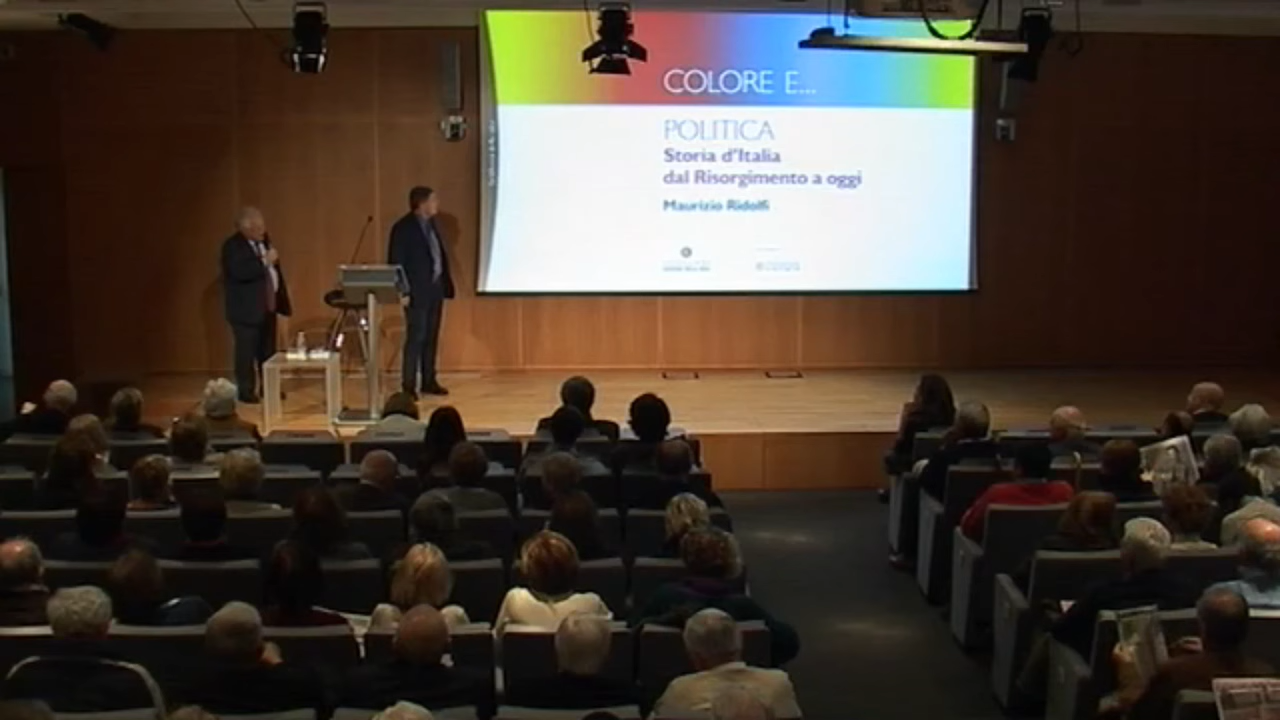 COLORE E...
POLITICA
Storia d'Italia
dal Risorgimento a oggi
Maurizio Ridolfi